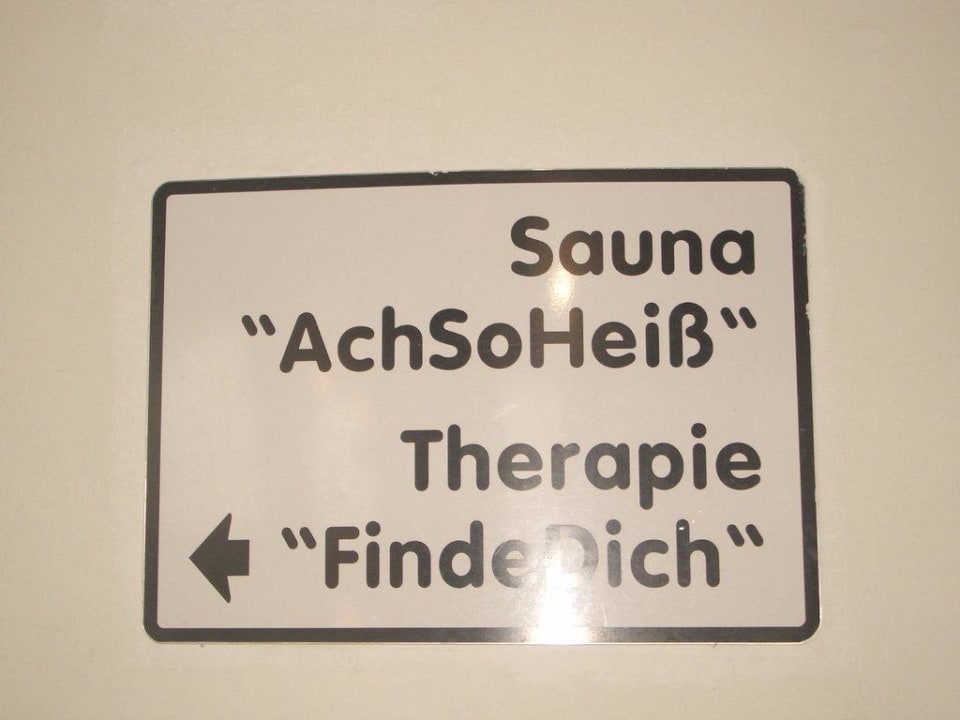 Sauna
"AchSoHeiß"
Therapie
"FindeDich"